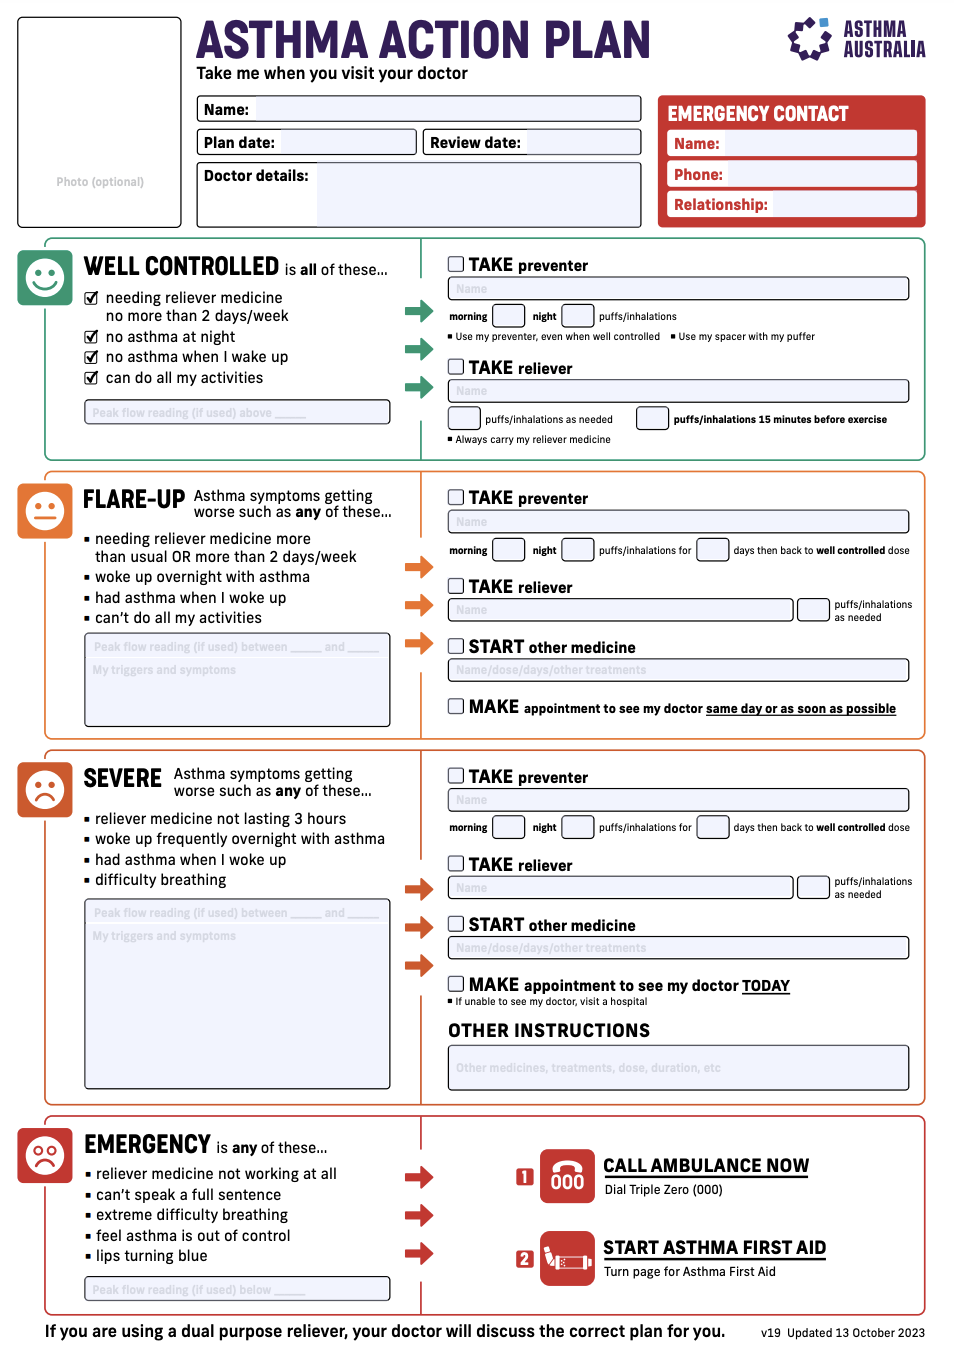 ASTHMA ACTION PLAN
Take me when you visit your doctor
ASTHMA
AUSTRALIA
Photo (optional)
Name:
Plan date:
Review date:
Doctor details:
EMERGENCY CONTACT
Name:
Phone:
Relationship:
WELL CONTROLLED is all of these...
needing reliever medicine
no more than 2 days/week
no asthma at night
no asthma when I wake up
can do all my activities
Peak flow reading (if used) above _____
TAKE preventer
Name
morning night puffs/inhalations
▪ Use my preventer, even when well controlled ▪ Use my spacer with my puffer
TAKE reliever
Name
puffs/inhalations as needed puffs/inhalations 15 minutes before exercise
▪ Always carry my reliever medicine
FLARE-UP Asthma symptoms getting
worse such as any of these...
▪ needing reliever medicine more
than usual OR more than 2 days/week
▪ woke up overnight with asthma
▪ had asthma when I woke up
▪ can't do all my activities
Peak flow reading (if used) between _____ and _____
My triggers and symptoms
TAKE preventer
Name
morning night puffs/inhalations for days then back to well controlled dose
TAKE reliever
Name
puffs/inhalations
as needed
START other medicine
Name/dose/days/other treatments
MAKE appointment to see my doctor same day or as soon as possible
SEVERE Asthma symptoms getting
worse such as any of these...
▪ reliever medicine not lasting 3 hours
▪ woke up frequently overnight with asthma
▪ had asthma when I woke up
▪ difficulty breathing
Peak flow reading (if used) between _____ and _____
My triggers and symptoms
TAKE preventer
Name
morning night puffs/inhalations for days then back to well controlled dose
TAKE reliever
Name
puffs/inhalations
as needed
START other medicine
Name/dose/days/other treatments
MAKE appointment to see my doctor TODAY
▪ If unable to see my doctor, visit a hospital
OTHER INSTRUCTIONS
Other medicines, treatments, dose, duration, etc
EMERGENCY is any of these...
▪ reliever medicine not working at all
▪ can't speak a full sentence
▪ extreme difficulty breathing
▪ feel asthma is out of control
▪ lips turning blue
Peak flow reading (if used) below _____
1
000
CALL AMBULANCE NOW
Dial Triple Zero (000)
2
START ASTHMA FIRST AID
Turn page for Asthma First Aid
If you are using a dual purpose reliever, your doctor will discuss the correct plan for you.
v19 Updated 13 October 2023